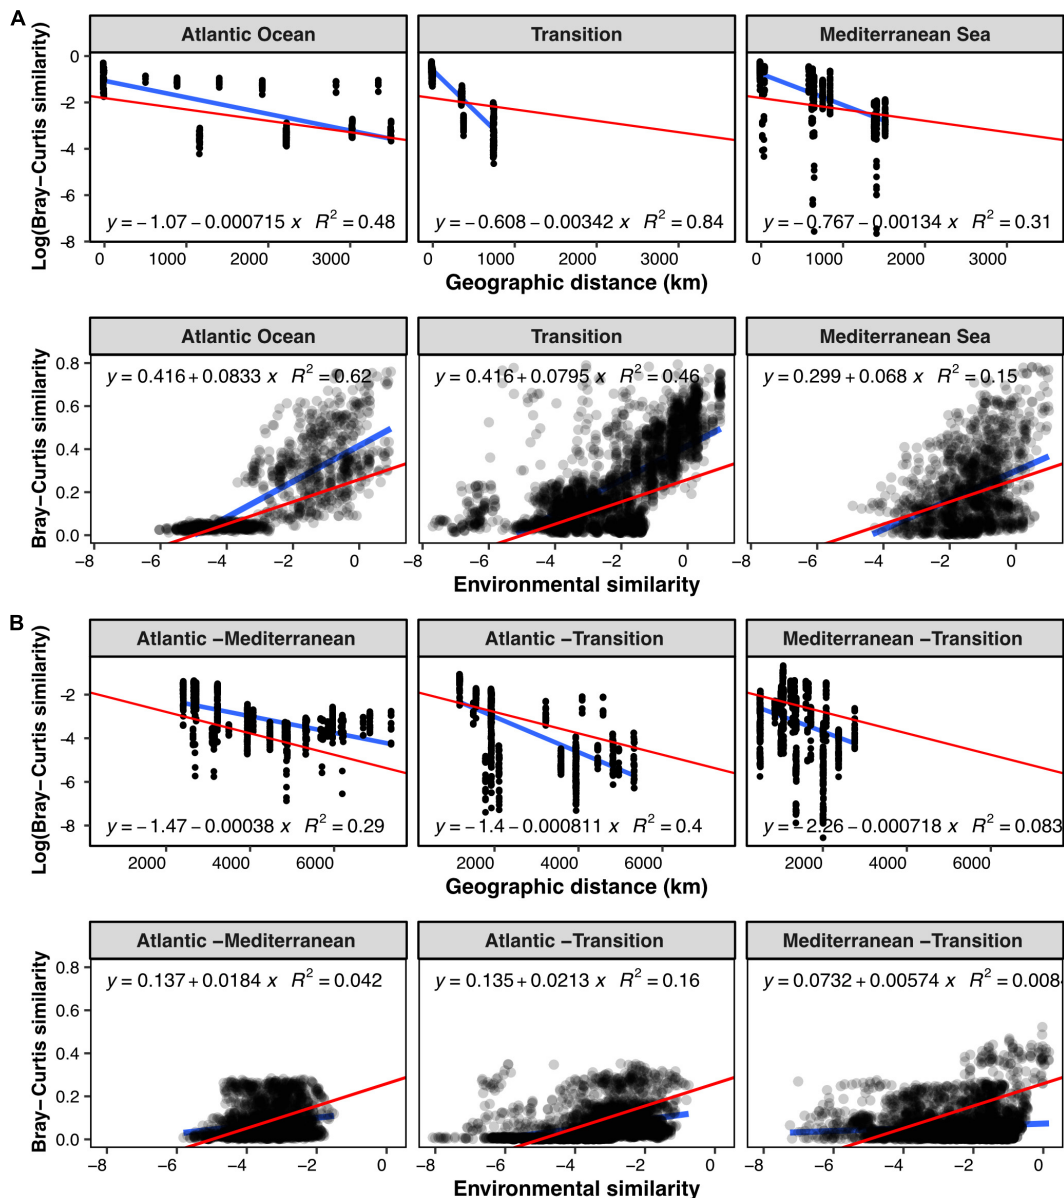 A
Atlantic Ocean Transition Mediterranean Sea
Log(Bray−Curtis similarity)
0
−2
−4
−6
−8
y = −1.07 − 0.000715 x R² = 0.48 y = −0.608 − 0.00342 x R² = 0.84 y = −0.767 − 0.00134 x R² = 0.31
0 1000 2000 3000 0 1000 2000 3000 0 1000 2000 3000
Geographic distance (km)
Atlantic Ocean Transition Mediterranean Sea
Bray−Curtis similarity
y = 0.416 + 0.0833 x R² = 0.62 y = 0.416 + 0.0795 x R² = 0.46 y = 0.299 + 0.068 x R² = 0.15
0.8
0.6
0.4
0.2
0.0
−8 −6 −4 −2 0 −8 −6 −4 −2 0 −8 −6 −4 −2 0
Environmental similarity
B
Atlantic −Mediterranean Atlantic −Transition Mediterranean −Transition
Log(Bray−Curtis similarity)
−2
−4
−6
−8
y = −1.47 − 0.00038 x R² = 0.29 y = −1.4 − 0.000811 x R² = 0.4 y = −2.26 − 0.000718 x R² = 0.083
2000 4000 6000 2000 4000 6000 2000 4000 6000
Geographic distance (km)
Atlantic −Mediterranean Atlantic −Transition Mediterranean −Transition
Bray−Curtis similarity
y = 0.137 + 0.0184 x R² = 0.042 y = 0.135 + 0.0213 x R² = 0.16 y = 0.0732 + 0.00574 x R² = 0.008
0.8
0.6
0.4
0.2
0.0
−8 −6 −4 −2 0 −8 −6 −4 −2 0 −8 −6 −4 −2 0
Environmental similarity